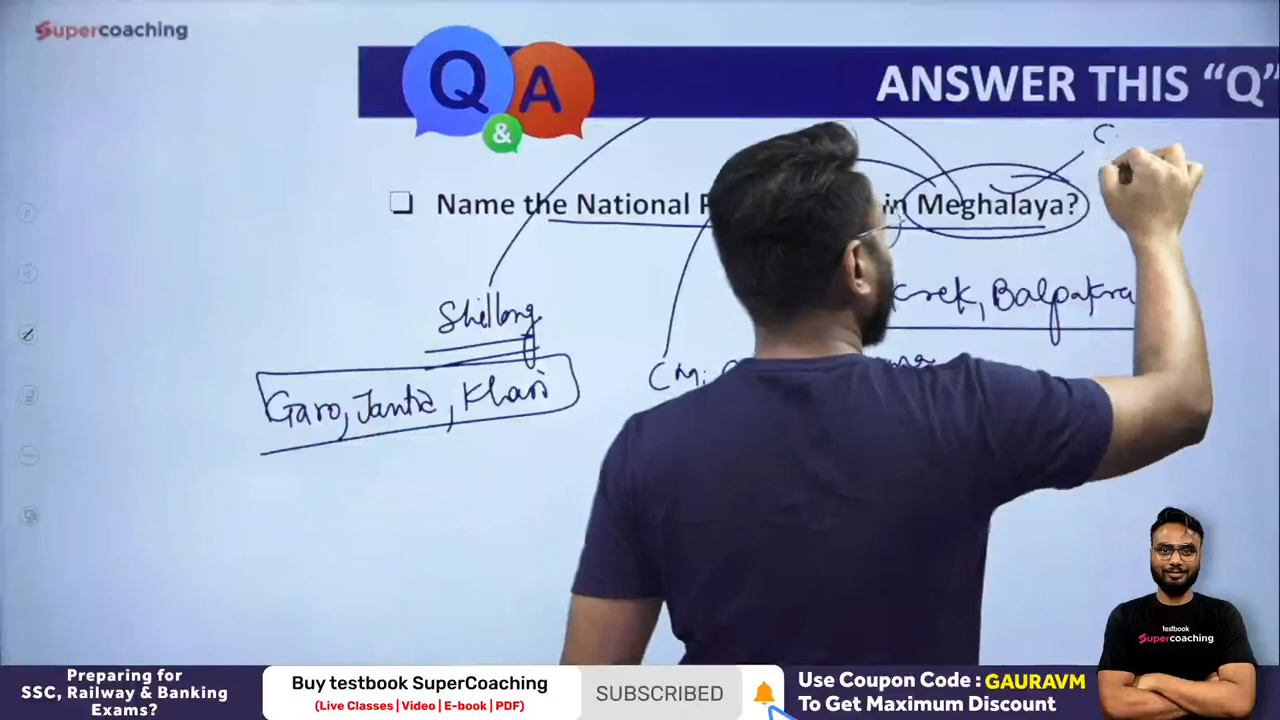 Supercoaching
Q & A
ANSWER THIS “Q”
Name the National in Meghalaya?
Shillong
krek, Balpakra
Garo, Jantia, Khasi
CM:
testbook
Supercoaching
Preparing for
SSC, Railway & Banking
Exams?
Buy testbook SuperCoaching
(Live Classes | Video | E-book | PDF)
SUBSCRIBED
Use Coupon Code : GAURAVM
To Get Maximum Discount